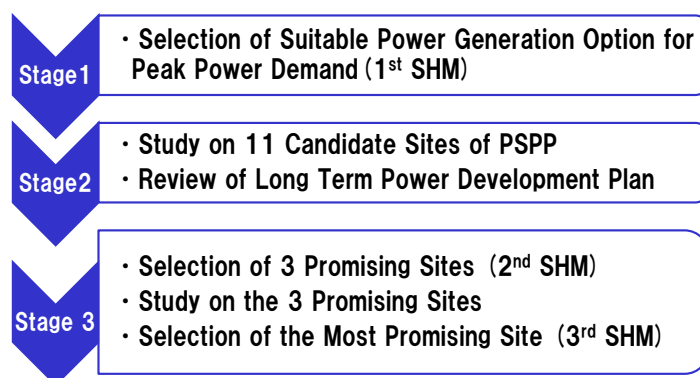 Stage1
・Selection of Suitable Power Generation Option for
Peak Power Demand (1st SHM)
Stage2
・Study on 11 Candidate Sites of PSPP
・Review of Long Term Power Development Plan
Stage 3
・Selection of 3 Promising Sites (2nd SHM)
・Study on the 3 Promising Sites
・Selection of the Most Promising Site (3rd SHM)